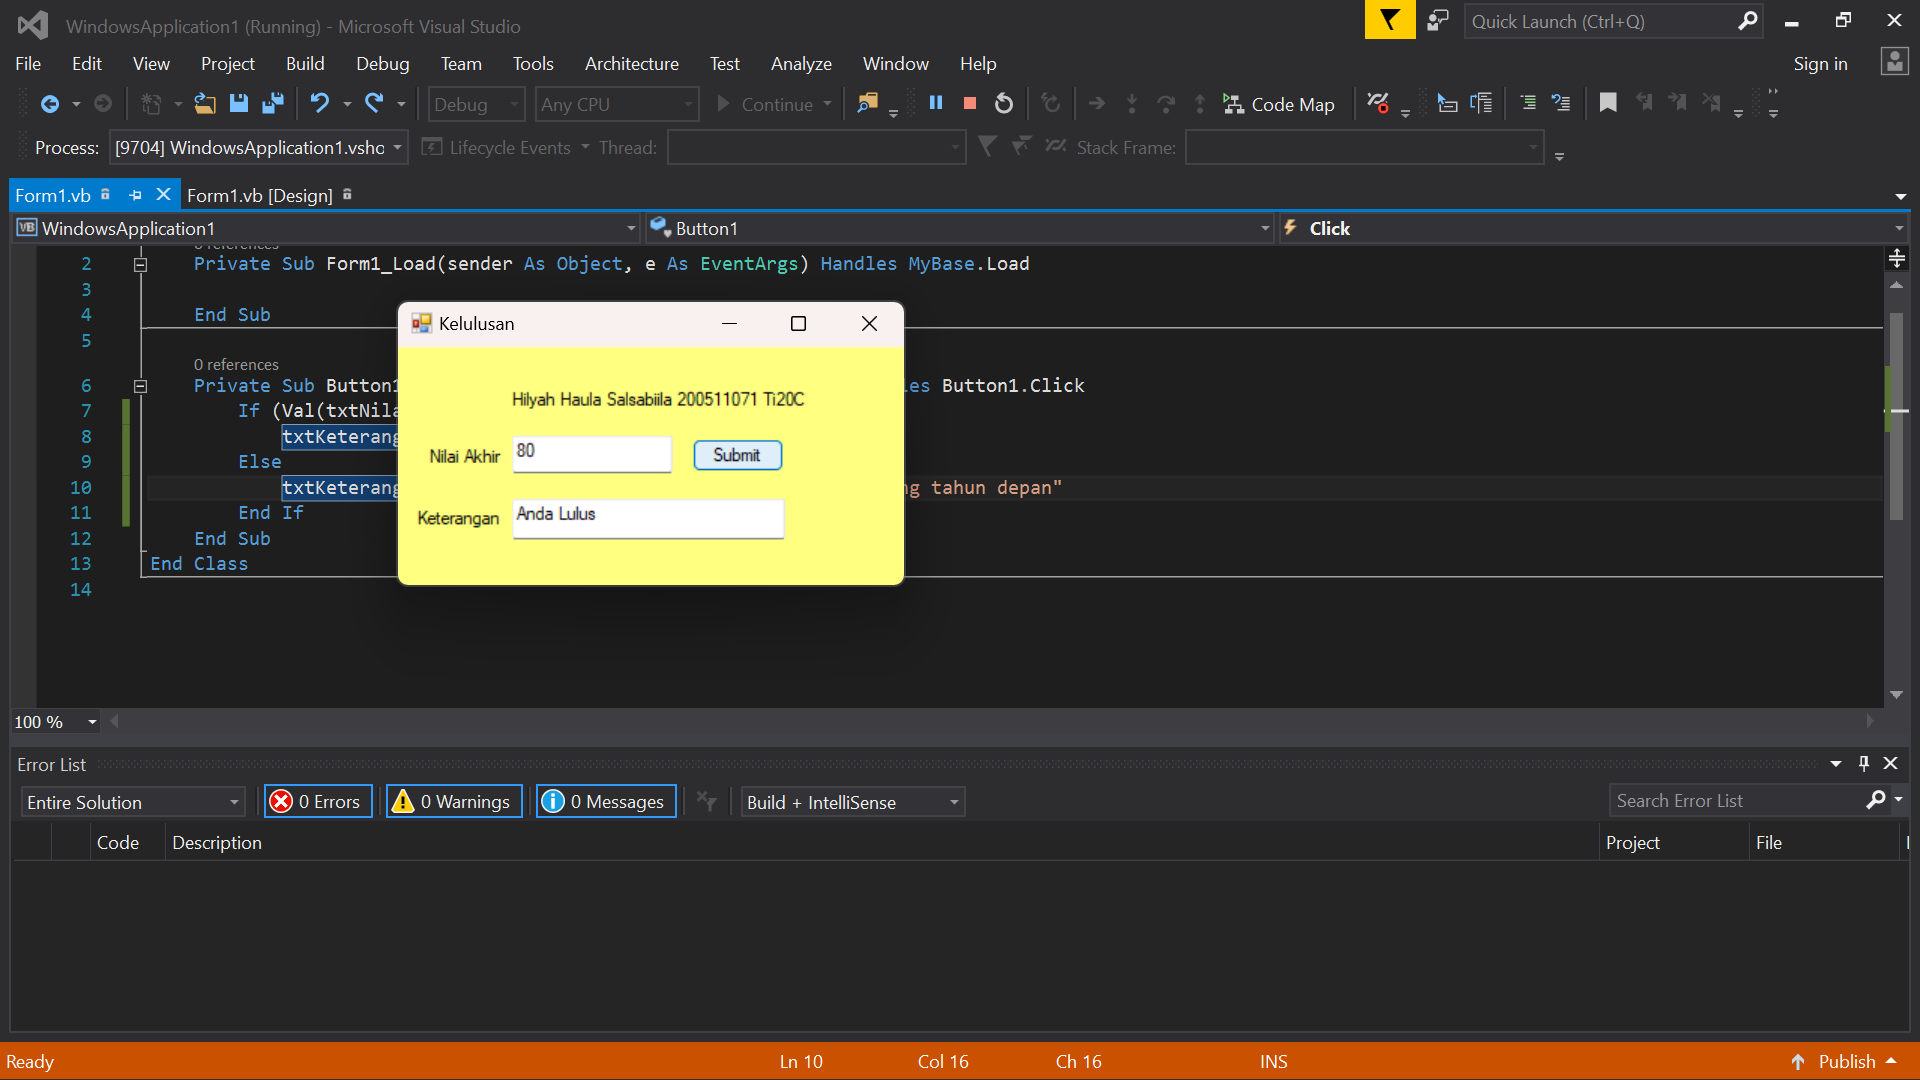 WindowsApplication1 (Running) - Microsoft Visual Studio
Quick Launch (Ctrl+Q)
File Edit View Project Build Debug Team Tools Architecture Test Analyze Window Help
Sign in
Debug Any CPU Continue Code Map
Process: [9704] WindowsApplication1.vsho Lifecycle Events Thread: Stack Frame:
Form1.vb Form1.vb [Design]
VB WindowsApplication1 Button1 Click
2 Private Sub Form1_Load(sender As Object, e As EventArgs) Handles MyBase.Load
3
4 End Sub
5
0 references
6 Private Sub Button1 les Button1.Click
7 If (Val(txtNila
8 txtKeterang
9 Else
10 txtKeterang ng tahun depan"
11 End If
12 End Sub
13 End Class
14
Kelulusan
Hilyah Haula Salsabiila 200511071 Ti20C
Nilai Akhir 80 Submit
Keterangan Anda Lulus
100 %
Error List
Entire Solution 0 Errors 0 Warnings 0 Messages Build + IntelliSense Search Error List
Code Description Project File
Ready Ln 10 Col 16 Ch 16 INS Publish